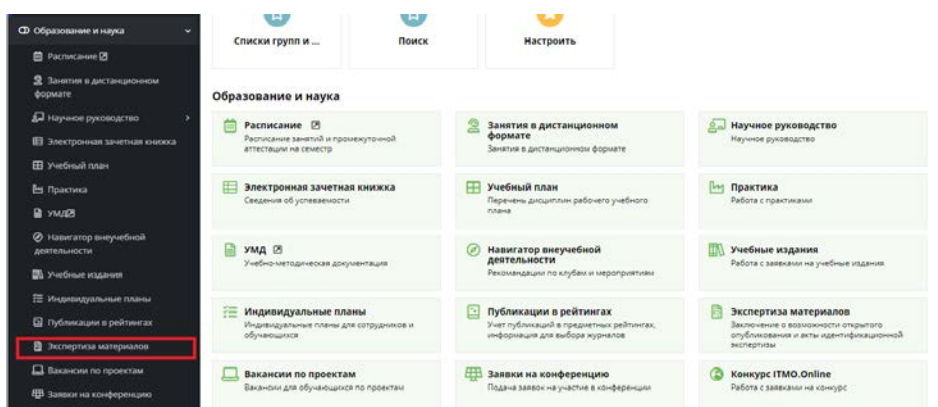 Образование и наука
Расписание
Занятия в дистанционном
формате
Научное руководство
Электронная зачетная книжка
Учебный план
Практика
УМД
Навигатор внеучебной
деятельности
Учебные издания
Индивидуальные планы
Публикации в рейтингах
Экспертиза материалов
Вакансии по проектам
Заявки на конференцию
Списки групп и ...
Поиск
Настроить
Образование и наука
Расписание
Расписание занятий и промежуточной
аттестации на семестр
Занятия в дистанционном
формате
Занятия в дистанционном формате
Научное руководство
Научное руководство
Электронная зачетная книжка
Сведения об успеваемости
Учебный план
Перечень дисциплин рабочего учебного
плана
Практика
Работа с практиками
УМД
Учебно-методическая документация
Навигатор внеучебной
деятельности
Рекомендации по клубам и мероприятиям
Учебные издания
Работа с заявками на учебные издания
Индивидуальные планы
Индивидуальные планы для сотрудников и
обучающихся
Публикации в рейтингах
Учет публикаций в предметных рейтингах,
информация для выбора журналов
Экспертиза материалов
Заключение о возможности открытого
опубликования и акты идентификационной
экспертизы
Вакансии по проектам
Вакансии для обучающихся по проектам
Заявки на конференцию
Подача заявок на участие в конференции
Конкурс ITMO.Online
Работа с заявками на конкурс